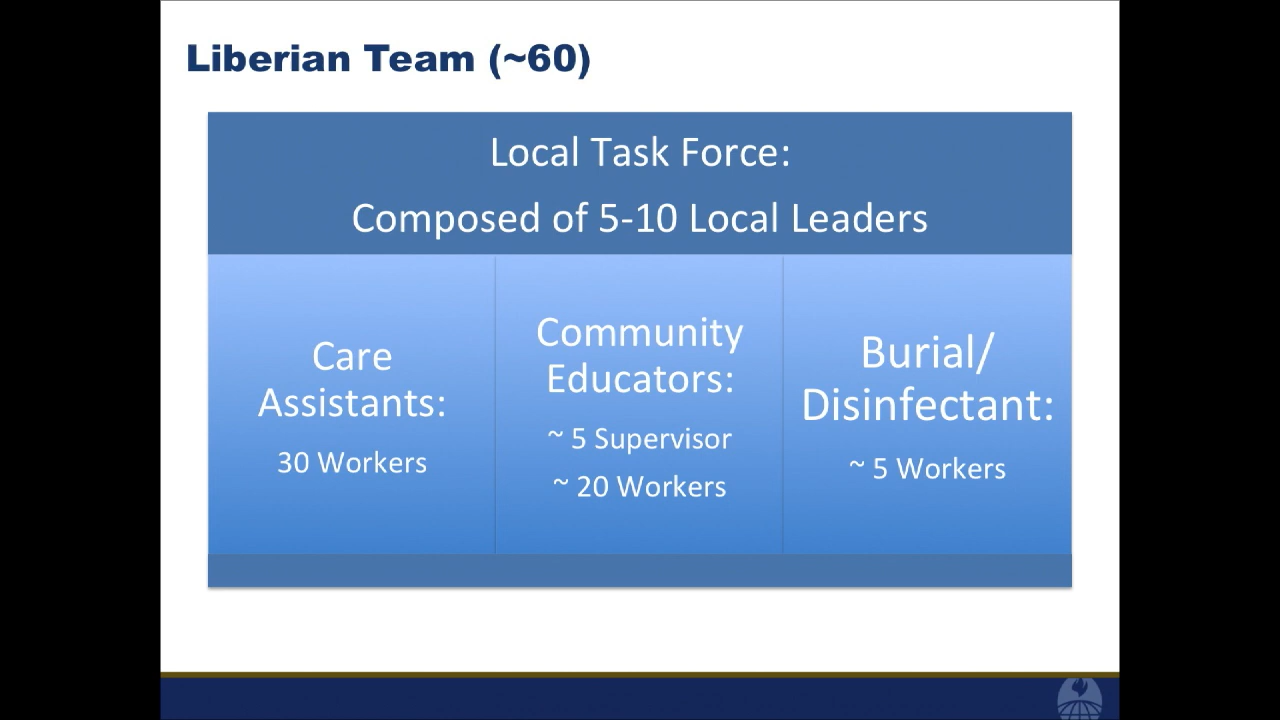 Liberian Team (~60)
Local Task Force:
Composed of 5-10 Local Leaders
Care
Assistants:
30 Workers
Community
Educators:
~ 5 Supervisor
~ 20 Workers
Burial/
Disinfectant:
~ 5 Workers